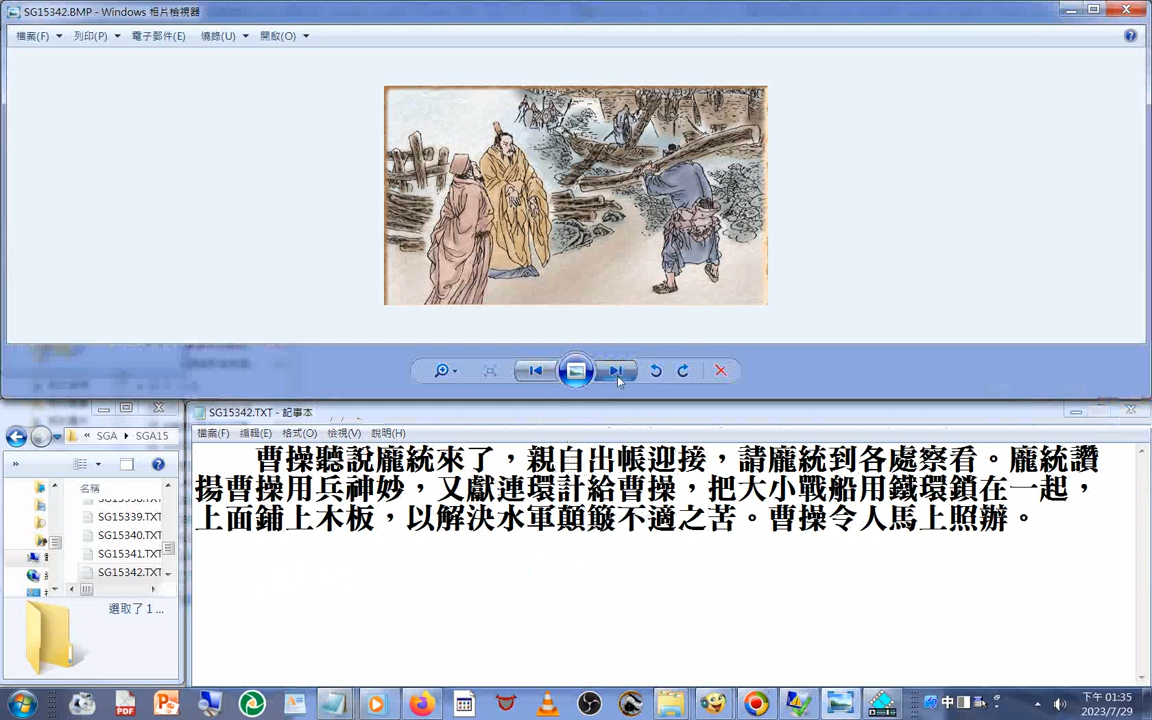 SG15342.BMP - Windows 相片檢視器
檔案(F) 列印(P) 電子郵件(E) 燒錄(U) 開啟(O)
SGA SGA15
名稱
SG15339.TXT
SG15340.TXT
SG15341.TXT
SG15342.TXT
選取了 1 ...
SG15342.TXT - 記事本
檔案(F) 編輯(E) 格式(O) 檢視(V) 說明(H)
曹操聽說龐統來了，親自出帳迎接，請龐統到各處察看。龐統讚
揚曹操用兵神妙，又獻連環計給曹操，把大小戰船用鐵環鎖在一起，
上面鋪上木板，以解決水軍顛簸不適之苦。曹操令人馬上照辦。
PDF
中
下午 01:35
2023/7/29